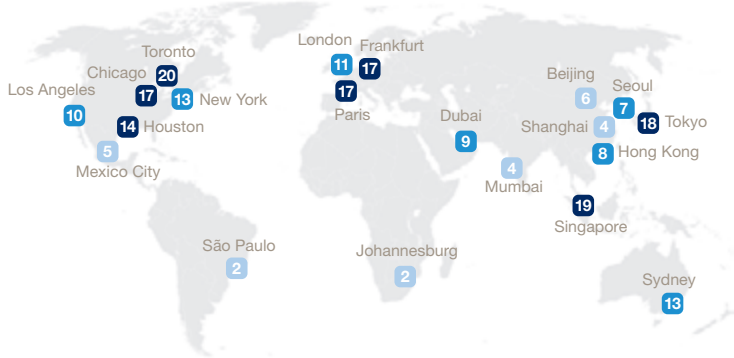 London
Frankfurt
Toronto
11
17
Chicago
20
Beijing
Seoul
Los Angeles
17
13
New York
17
6
7
10
Paris
Dubai
14
Houston
Shanghai
4
18
Tokyo
5
9
8
Hong Kong
Mexico City
4
Mumbai
19
Singapore
São Paulo
2
Johannesburg
2
Sydney
13